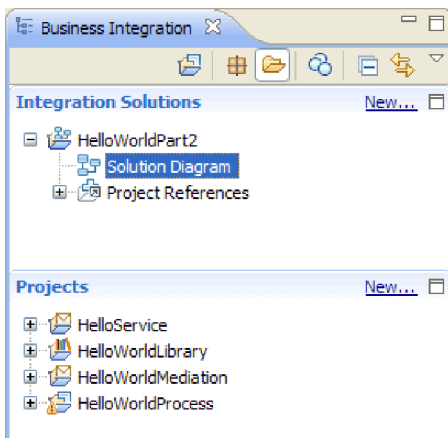 Business Integration
Integration Solutions New...
HelloWorldPart2
Solution Diagram
Project References
Projects New...
HelloService
HelloWorldLibrary
HelloWorldMediation
HelloWorldProcess